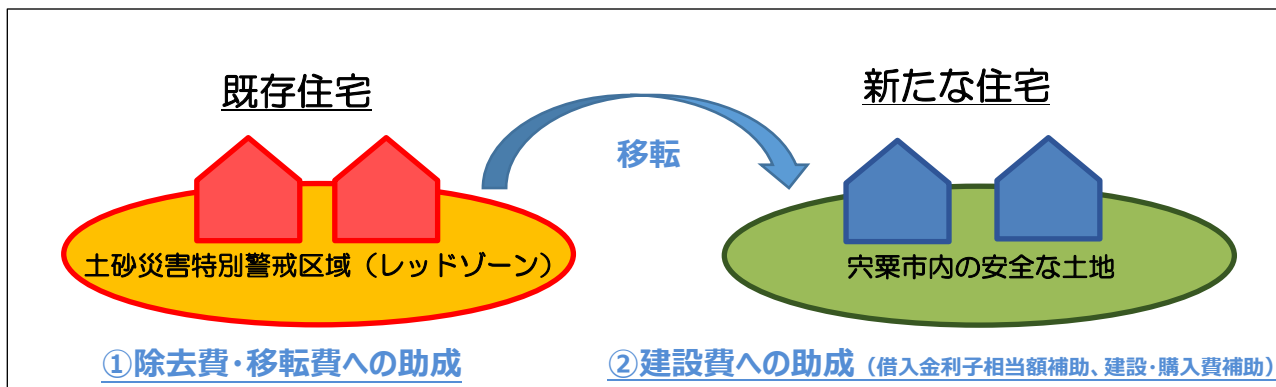 既存住宅
新たな住宅
移転
土砂災害特別警戒区域（レッドゾーン）
宍粟市内の安全な土地
①除去費・移転費への助成
②建設費への助成（借入金利子相当額補助、建設・購入費補助）